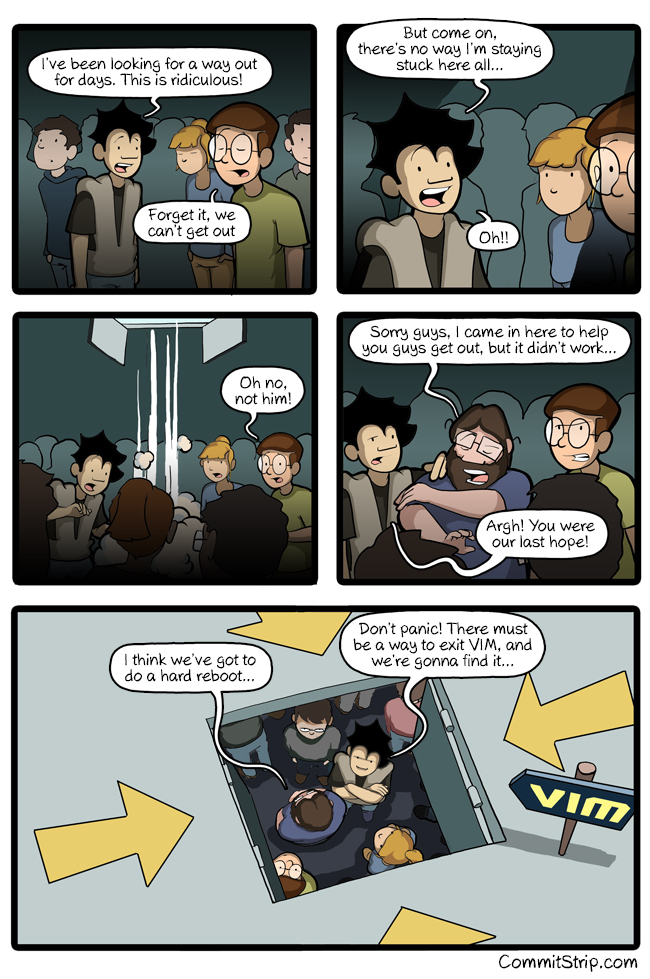 I've been looking for a way out
for days. This is ridiculous!
Forget it, we
can't get out
But come on,
there's no way I'm staying
stuck here all...
Oh!!
Oh no,
not him!
Sorry guys, I came in here to help
you guys get out, but it didn't work...
Argh! You were
our last hope!
I think we've got to
do a hard reboot...
Don't panic! There must
be a way to exit VIM, and
we're gonna find it...
VIM
CommitStrip.com